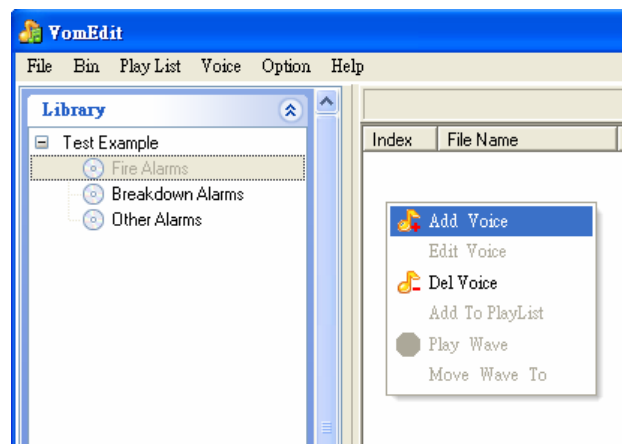 VomEdit
File Bin Play List Voice Option Help
Library
Test Example
Fire Alarms
Breakdown Alarms
Other Alarms
Index File Name
Add Voice
Edit Voice
Del Voice
Add To PlayList
Play Wave
Move Wave To